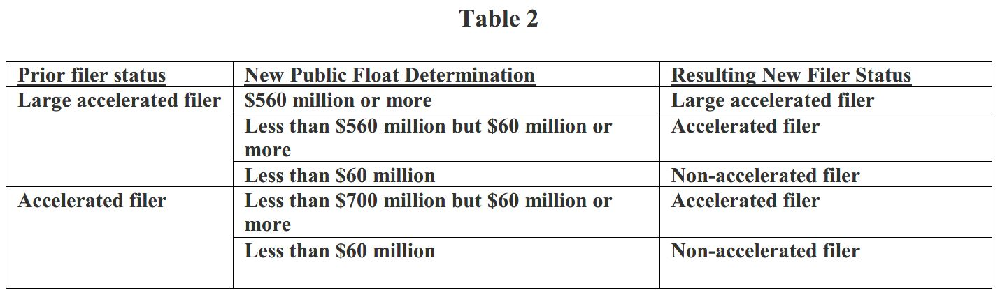 Table 2
Prior filer status New Public Float Determination Resulting New Filer Status
Large accelerated filer $560 million or more Large accelerated filer
Less than $560 million but $60 million or Accelerated filer
more
Less than $60 million Non-accelerated filer
Accelerated filer Less than $700 million but $60 million or Accelerated filer
more
Less than $60 million Non-accelerated filer